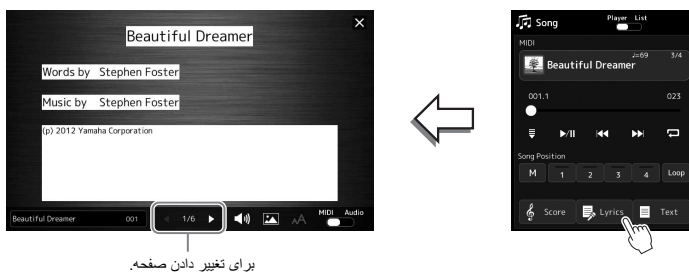 Beautiful Dreamer
Words by Stephen Foster
Music by Stephen Foster
(p) 2012 Yamaha Corporation
Beautiful Dreamer 001
1/6
AA
MIDI Audio
برای تغییر دادن صفحه.
Song
Player List
MIDI
Beautiful Dreamer
♩=69 3/4
001.1 023
Song Position
M 1 2 3 4 Loop
Score Lyrics Text